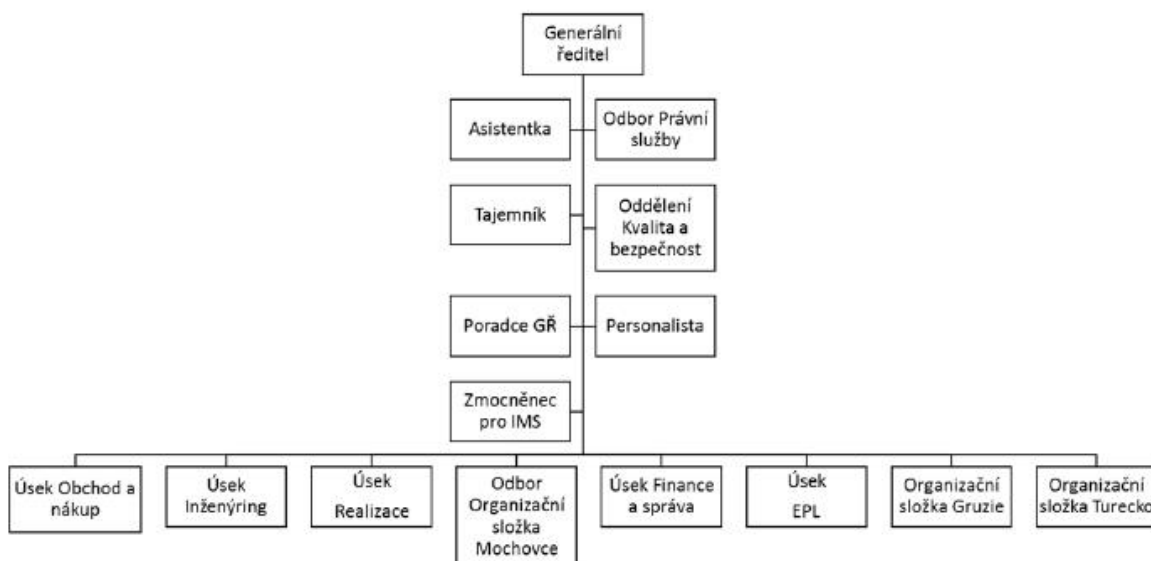 Generální
ředitel
Asistentka
Odbor Právní
služby
Tajemník
Oddělení
Kvalita a
bezpečnost
Poradce GŘ
Personalista
Zmocněnec
pro IMS
Úsek Obchod a
nákup
Úsek
Inženýring
Úsek
Realizace
Odbor
Organizační
složka
Mochovce
Úsek Finance
a správa
Úsek
EPL
Organizační
složka Gruzie
Organizační
složka Turecko